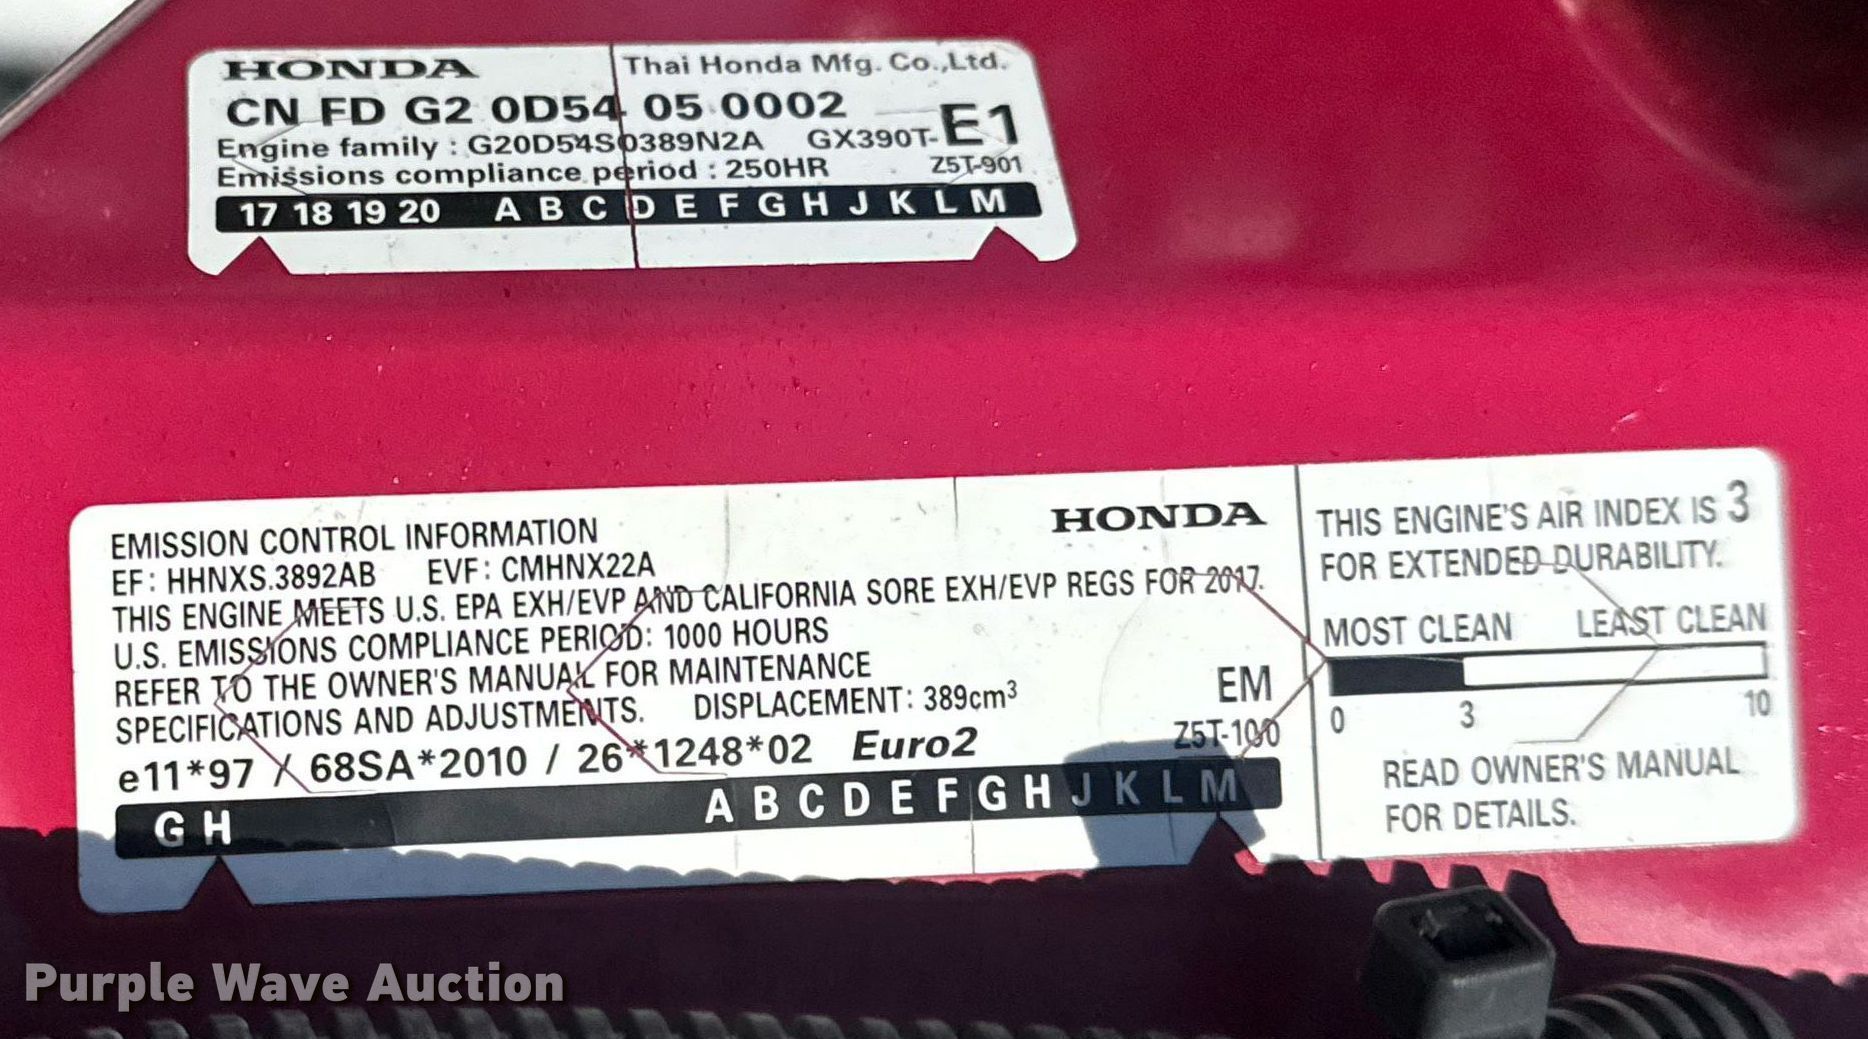 HONDA Thai Honda Mfg. Co.,Ltd.
CN FD G2 0D54 05 0002
Engine family : G20D54S0389N2A GX390T-E1
Emissions compliance period : 250HR Z5T-901
17 18 19 20 A B C D E F G H J K L M
EMISSION CONTROL INFORMATION
HONDA
EF: HHNXS.3892AB EVF: CMHNX22A
THIS ENGINE MEETS U.S. EPA EXH/EVP AND CALIFORNIA SORE EXH/EVP REGS FOR 2017.
U.S. EMISSIONS COMPLIANCE PERIOD: 1000 HOURS
REFER TO THE OWNER'S MANUAL FOR MAINTENANCE
SPECIFICATIONS AND ADJUSTMENTS. DISPLACEMENT: 389cm³
EM
e11*97 / 68SA*2010 / 26*1248*02 Euro2
Z5T-100
G H A B C D E F G H J K L M
THIS ENGINE'S AIR INDEX IS 3
FOR EXTENDED DURABILITY.
MOST CLEAN LEAST CLEAN
0 3 10
READ OWNER'S MANUAL
FOR DETAILS.
Purple Wave Auction